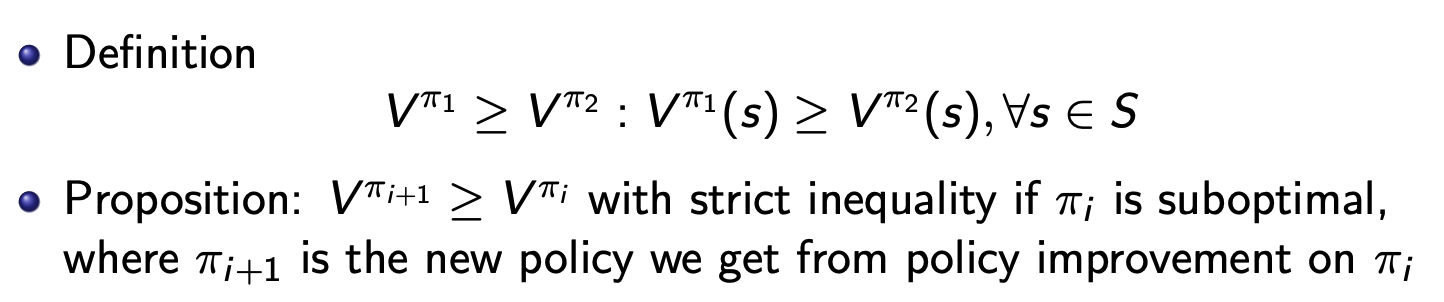 • Definition
V^{π_1} ≥ V^{π_2} : V^{π_1}(s) ≥ V^{π_2}(s), ∀s ∈ S
• Proposition: V^{π_{i+1}} ≥ V^{π_i} with strict inequality if π_i is suboptimal,
where π_{i+1} is the new policy we get from policy improvement on π_i